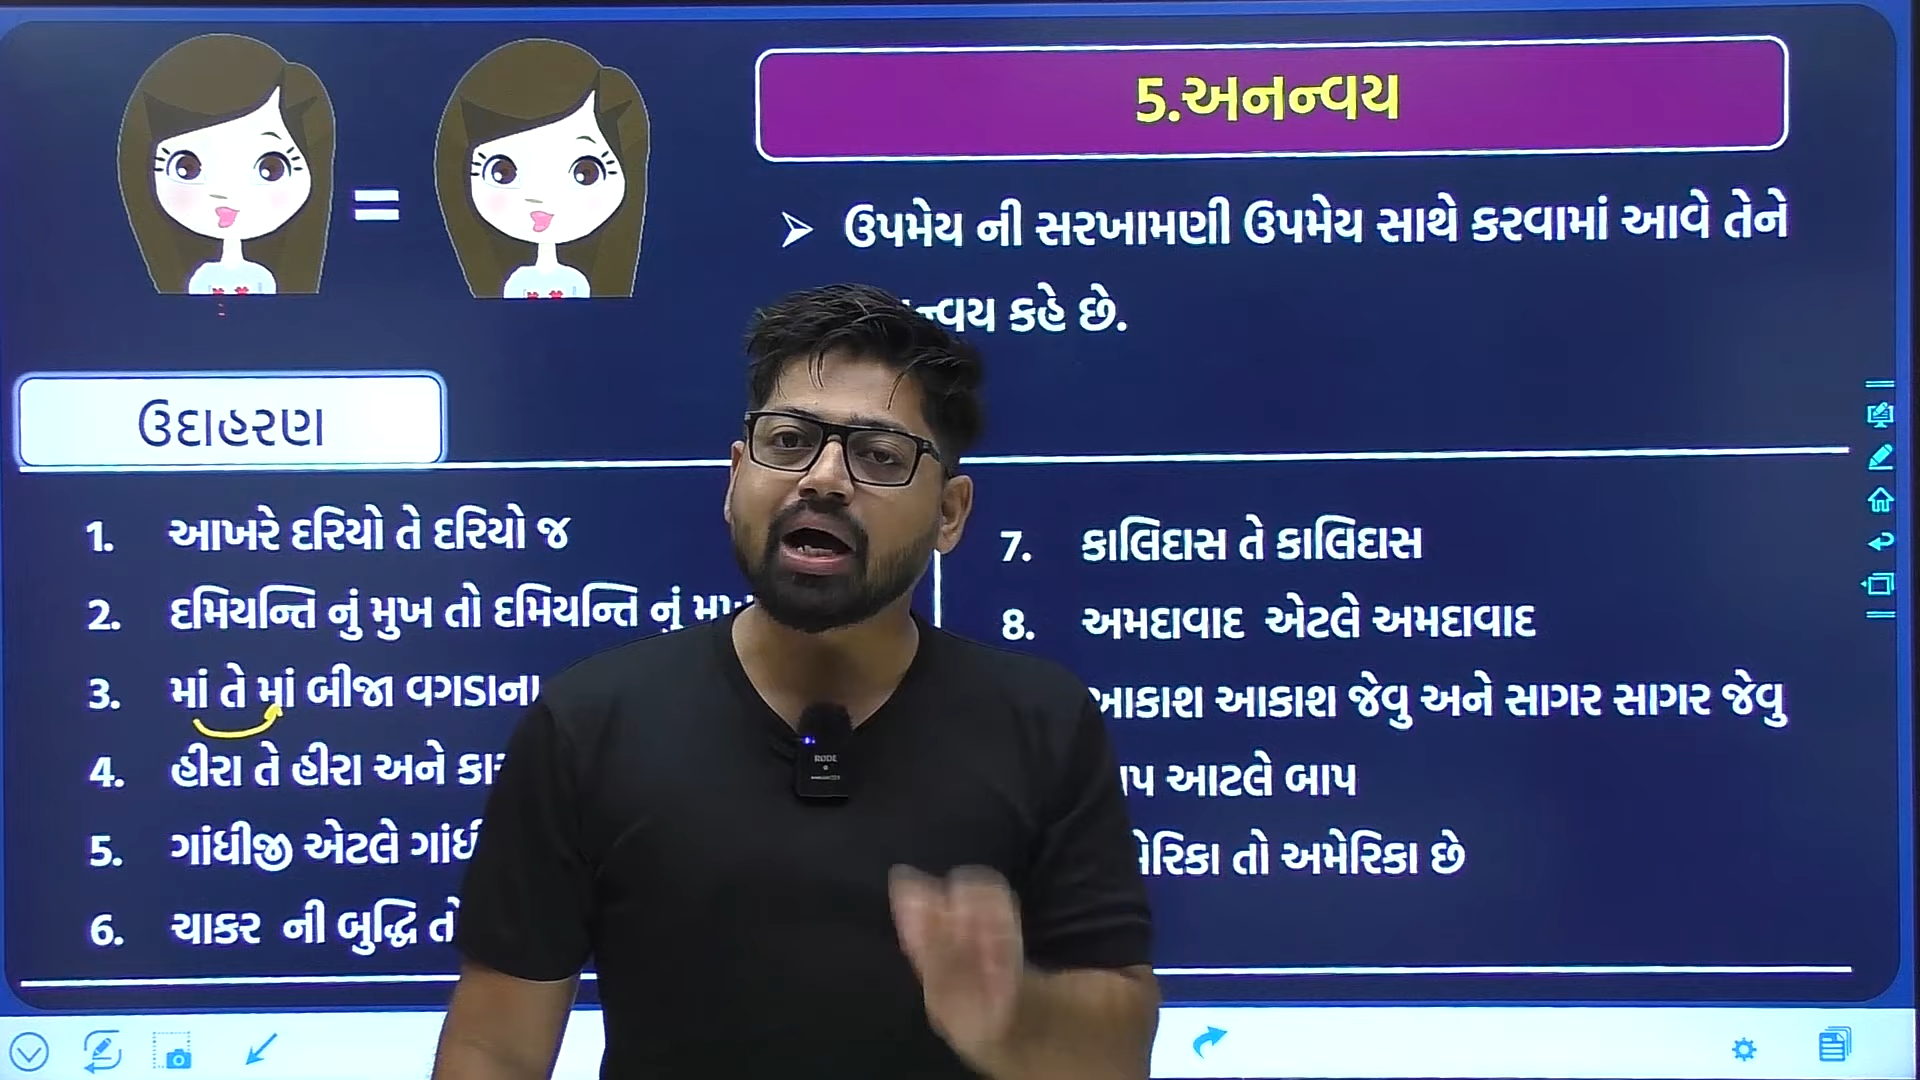 5.અનન્વય
ઉપમેય ની સરખામણી ઉપમેય સાથે કરવામાં આવે તેને
કહે છે.
=
ઉદાહરણ
1. આખરે દરિયો તે દરિયો જ
2. દમિયન્તિ નું મુખ તો દમિયન્તિ નું
3. માં તે માં બીજા વગડાના
4. હીરા તે હીરા અને
5. ગાંધીજી એટલે
6. ચાકર ની બુદ્ધિ
7. કાલિદાસ તે કાલિદાસ
8. અમદાવાદ એટલે અમદાવાદ
આકાશ આકાશ જેવુ અને સાગર સાગર જેવુ
આટલે બાપ
તો અમેરિકા છે
RODE